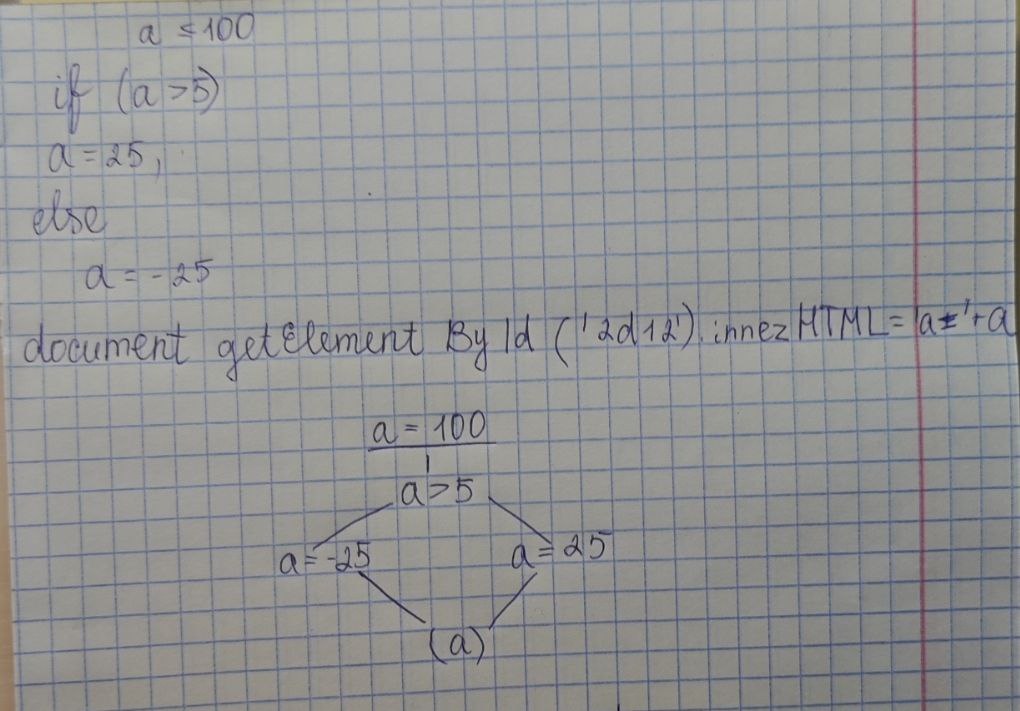 a = 100
if (a > 5)
a = 25,
else
a = - 25
document getElement By Id ('2d12'). innez HTML = 'a=' + a
a = 100
a > 5
a = -25 a = 25
(a)